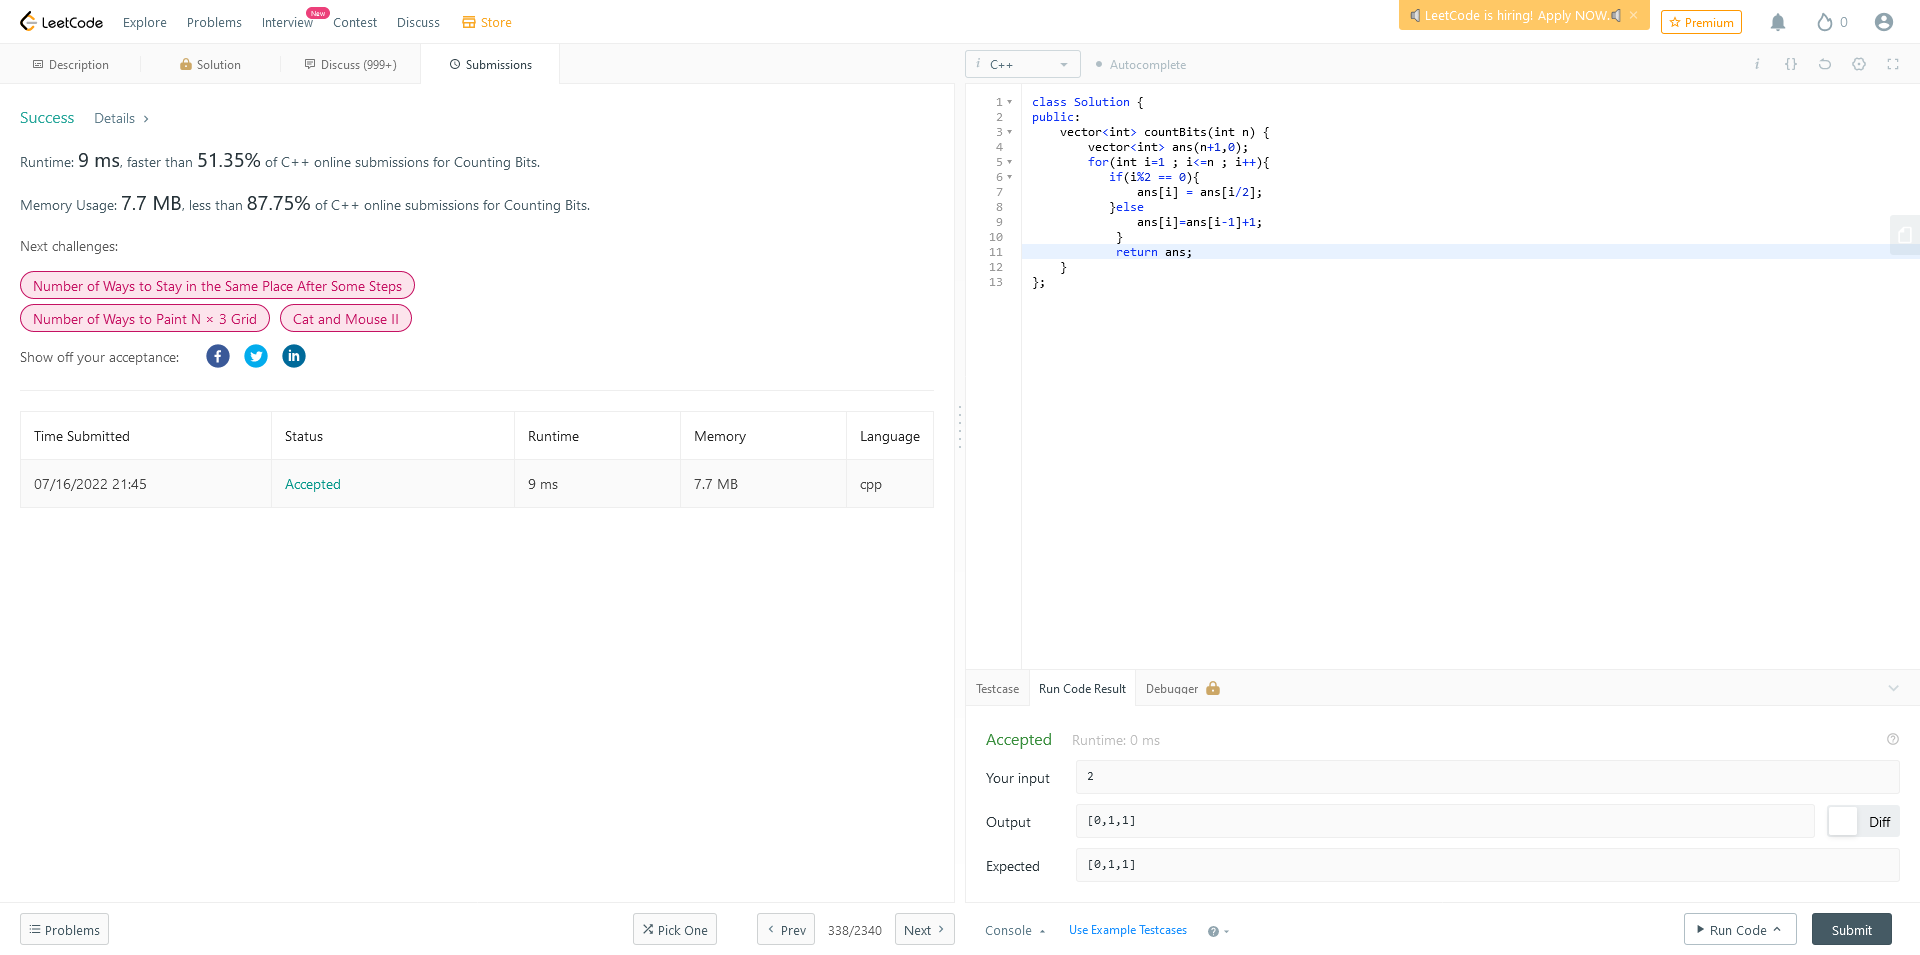 LeetCode
Explore
Problems
Interview
New
Contest
Discuss
Store
LeetCode is hiring! Apply NOW.
Premium
0
Description
Solution
Discuss (999+)
Submissions
Success
Details
Runtime: 9 ms, faster than 51.35% of C++ online submissions for Counting Bits.
Memory Usage: 7.7 MB, less than 87.75% of C++ online submissions for Counting Bits.
Next challenges:
Number of Ways to Stay in the Same Place After Some Steps
Number of Ways to Paint N × 3 Grid
Cat and Mouse II
Show off your acceptance:
Time Submitted
Status
Runtime
Memory
Language
07/16/2022 21:45
Accepted
9 ms
7.7 MB
cpp
Problems
Pick One
Prev
338/2340
Next
i C++
Autocomplete
1 class Solution {
2 public:
3     vector<int> countBits(int n) {
4         vector<int> ans(n+1,0);
5         for(int i=1 ; i<=n ; i++){
6            if(i%2 == 0){
7                ans[i] = ans[i/2];
8            }else
9                ans[i]=ans[i-1]+1;
10             }
11             return ans;
12     }
13 };
Testcase
Run Code Result
Debugger
Accepted
Runtime: 0 ms
Your input
2
Output
[0,1,1]
Diff
Expected
[0,1,1]
Console
Use Example Testcases
Run Code
Submit